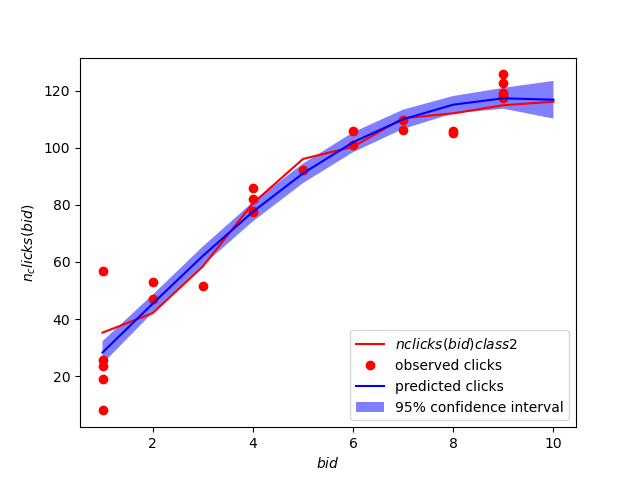 120
100
80
60
40
20
n_clicks(bid)
nclicks(bid)class2
observed clicks
predicted clicks
95% confidence interval
2
4
6
8
10
bid